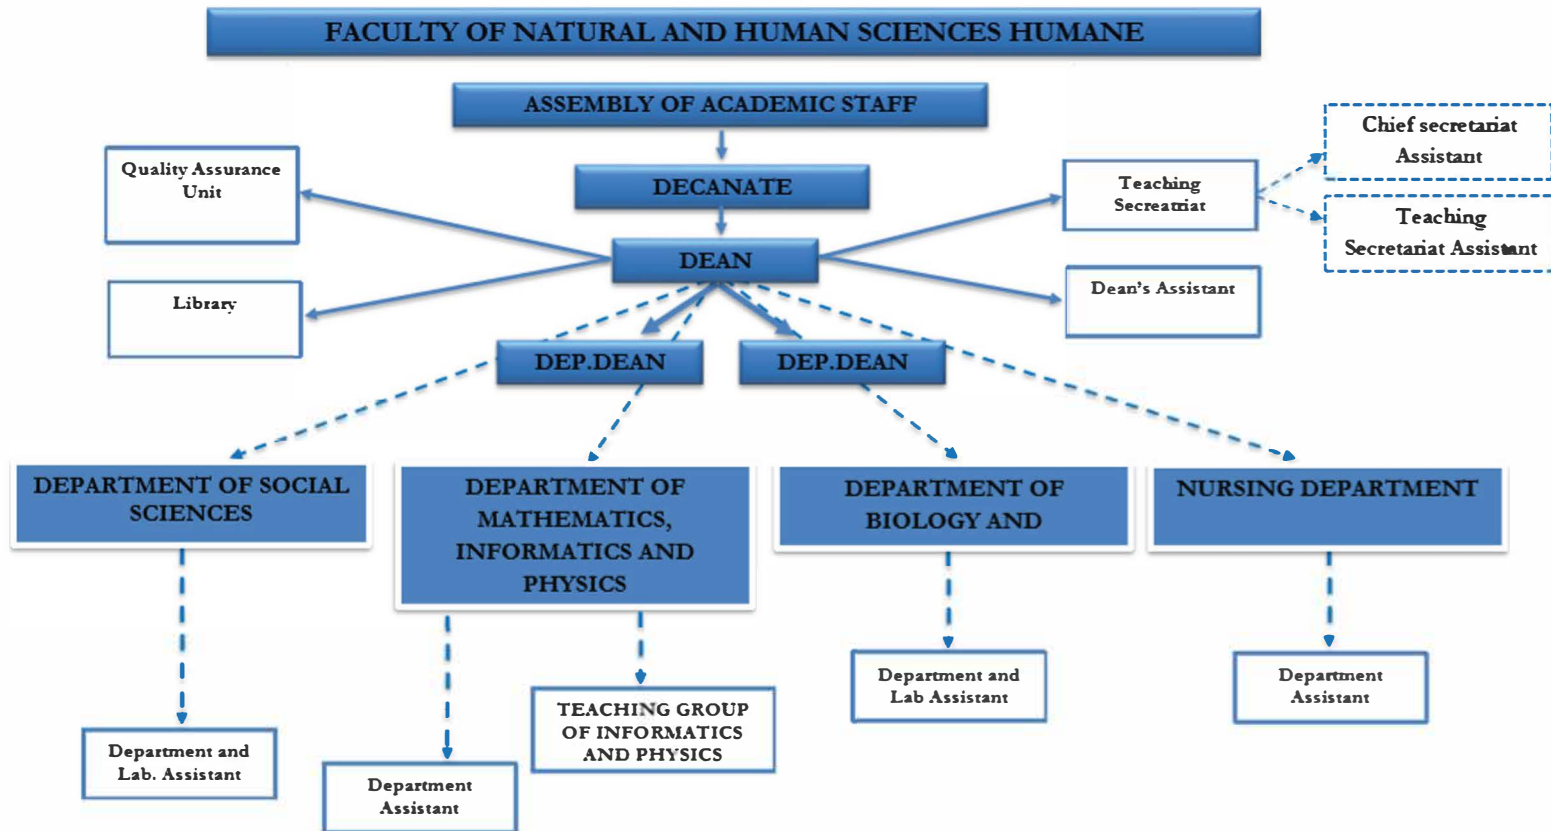 FACULTY OF NATURAL AND HUMAN SCIENCES HUMANE
ASSEMBLY OF ACADEMIC STAFF
Chief secretariat
Assistant
Quality Assurance
Unit
DECANATE
Teaching
Secreatriat
Teaching
Secretariat Assistant
DEAN
Library
Dean's Assistant
DEP.DEAN
DEP.DEAN
DEPARTMENT OF SOCIAL
SCIENCES
DEPARTMENT OF
MATHEMATICS,
INFORMATICS AND
PHYSICS
DEPARTMENT OF
BIOLOGY AND
NURSING DEPARTMENT
Department and
Lab. Assistant
Department
Assistant
TEACHING GROUP
OF INFORMATICS
AND PHYSICS
Department and
Lab Assistant
Department
Assistant